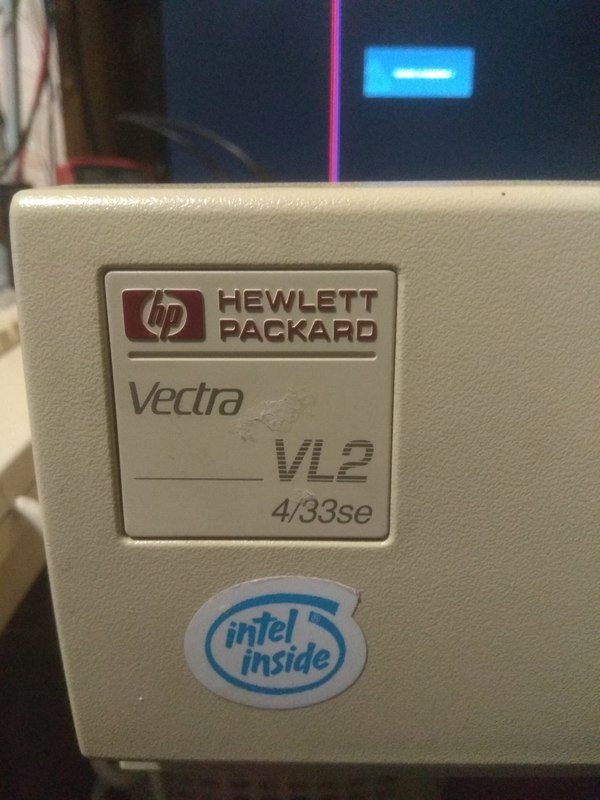 hp HEWLETT
PACKARD
Vectra
VL2
4/33se
intel®
inside